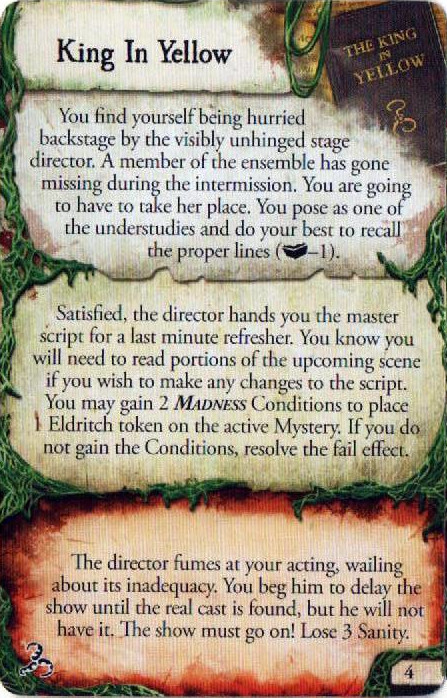 King In Yellow
THE KING
IN
YELLOW
You find yourself being hurried
backstage by the visibly unhinged stage
director. A member of the ensemble has gone
missing during the intermission. You are going
to have to take her place. You pose as one of
the understudies and do your best to recall
the proper lines (–1).
Satisfied, the director hands you the master
script for a last minute refresher. You know you
will need to read portions of the upcoming scene
if you wish to make any changes to the script.
You may gain 2 MADNESS Conditions to place
1 Eldritch token on the active Mystery. If you do
not gain the Conditions, resolve the fail effect.
The director fumes at your acting, wailing
about its inadequacy. You beg him to delay the
show until the real cast is found, but he will not
have it. The show must go on! Lose 3 Sanity.
4